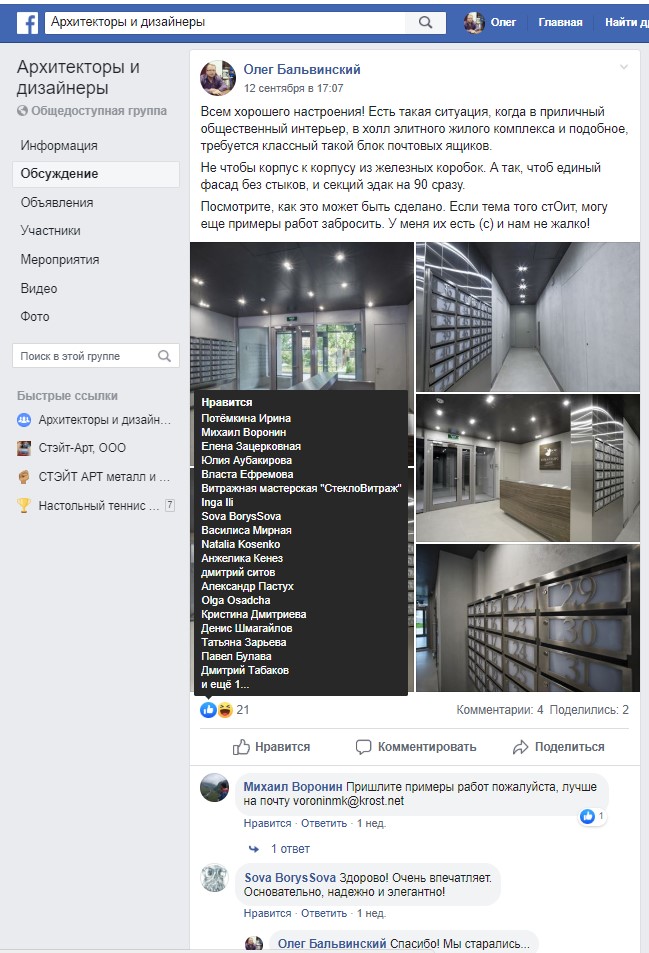 Архитекторы и дизайнеры
Олег
Главная
Найти
Архитекторы и
дизайнеры
Общедоступная группа
Информация
Обсуждение
Объявления
Участники
Мероприятия
Видео
Фото
Поиск в этой группе
Быстрые ссылки
Архитекторы и дизайн...
Стэйт-Арт, ООО
СТЭЙТ АРТ металл и ...
Настольный теннис ... 7
Олег Бальвинский
12 сентября в 17:07
Всем хорошего настроения! Есть такая ситуация, когда в приличный
общественный интерьер, в холл элитного жилого комплекса и подобное,
требуется классный такой блок почтовых ящиков.
Не чтобы корпус к корпусу из железных коробок. А так, чтоб единый
фасад без стыков, и секций эдак на 90 сразу.
Посмотрите, как это может быть сделано. Если тема того стОит, могу
еще примеры работ забросить. У меня их есть (с) и нам не жалко!
29
30
31
Нравится
Потёмкина Ирина
Михаил Воронин
Елена Зацерковная
Юлия Аубакирова
Власта Ефремова
Витражная мастерская "СтеклоВитраж"
Inga Ili
Sova BorysSova
Василиса Мирная
Natalia Kosenko
Анжелика Кенез
дмитрий ситов
Александр Пастух
Olga Osadcha
Кристина Дмитриева
Денис Шмагайлов
Татьяна Зарьева
Павел Булава
Дмитрий Табаков
и ещё 1...
21
Комментарии: 4 Поделились: 2
Нравится
Комментировать
Поделиться
Михаил Воронин Пришлите примеры работ пожалуйста, лучше
на почту voroninmk@krost.net
1
Нравится · Ответить · 1 нед.
1 ответ
Sova BorysSova Здорово! Очень впечатляет.
Основательно, надежно и элегантно!
Нравится · Ответить · 1 нед.
Олег Бальвинский Спасибо! Мы старались...